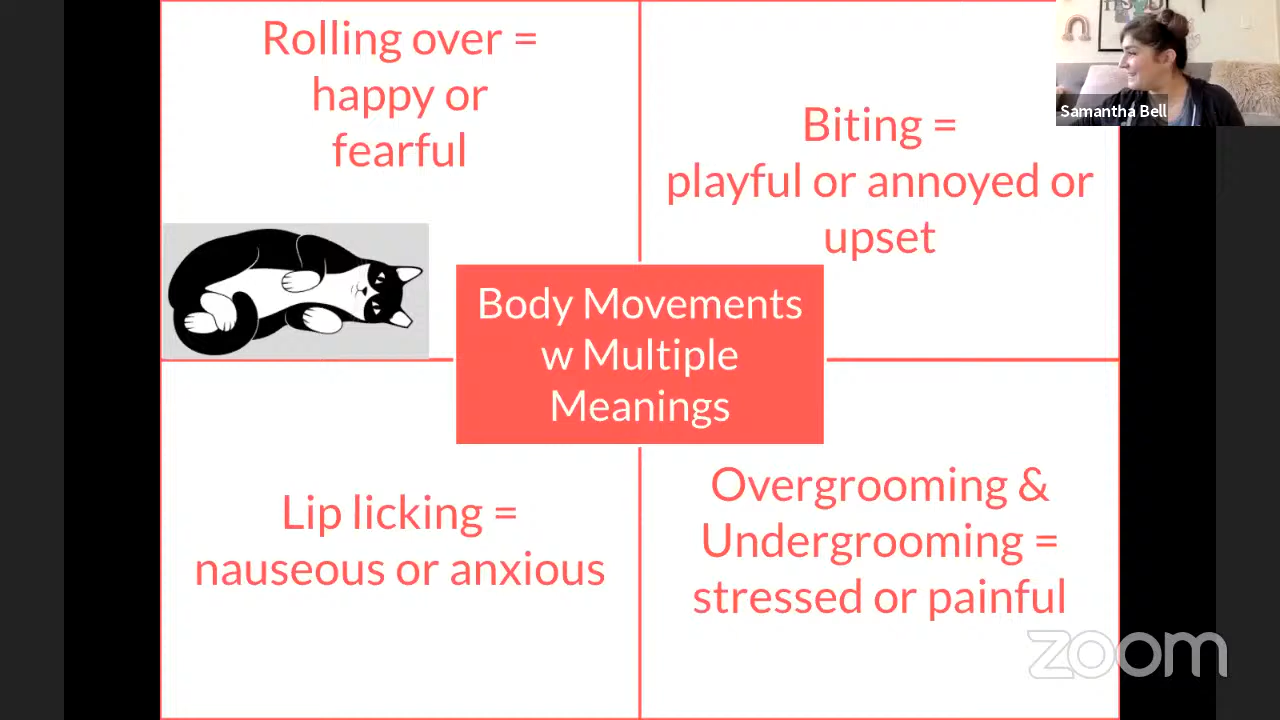 Rolling over =
happy or
fearful
Biting =
playful or annoyed or
upset
Samantha Bell
Body Movements
w Multiple
Meanings
Lip licking =
nauseous or anxious
Overgrooming &
Undergrooming =
stressed or painful
zoom